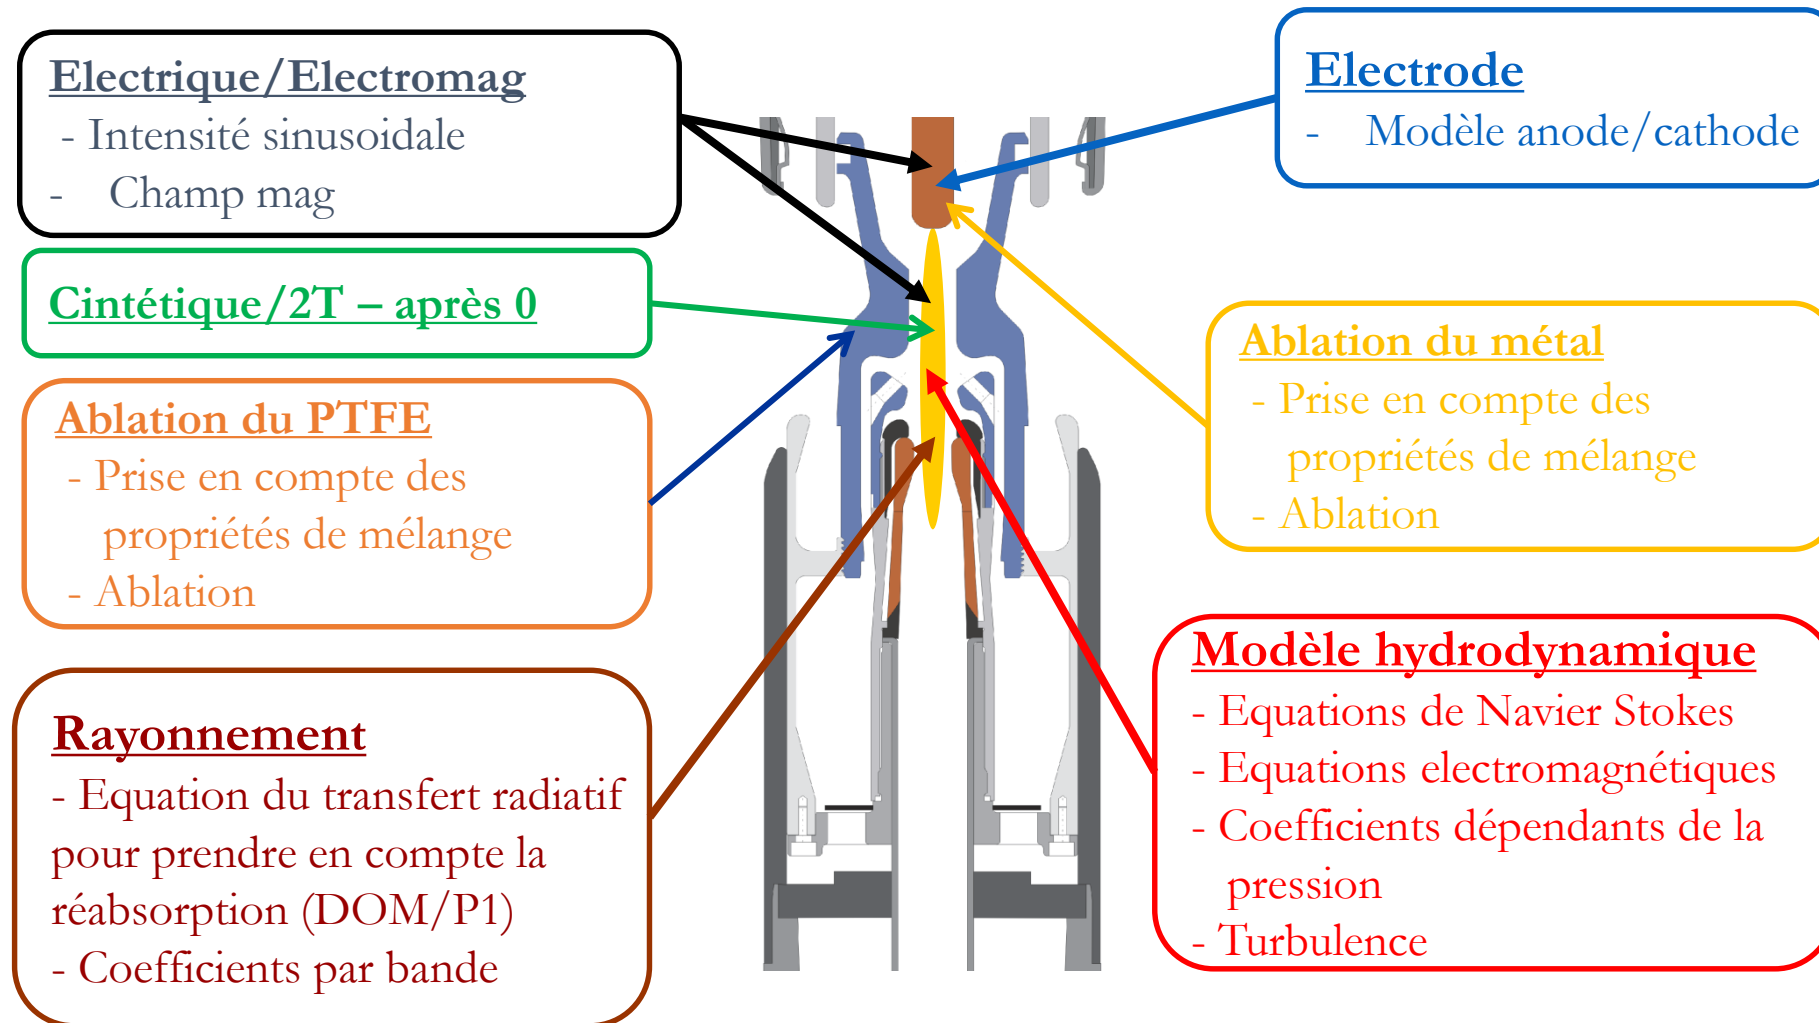 Electrique/Electromag
- Intensité sinusoidale
- Champ mag
Cintétique/2T – après 0
Ablation du PTFE
- Prise en compte des
propriétés de mélange
- Ablation
Rayonnement
- Equation du transfert radiatif
pour prendre en compte la
réabsorption (DOM/P1)
- Coefficients par bande
Electrode
- Modèle anode/cathode
Ablation du métal
- Prise en compte des
propriétés de mélange
- Ablation
Modèle hydrodynamique
- Equations de Navier Stokes
- Equations electromagnétiques
- Coefficients dépendants de la
pression
- Turbulence